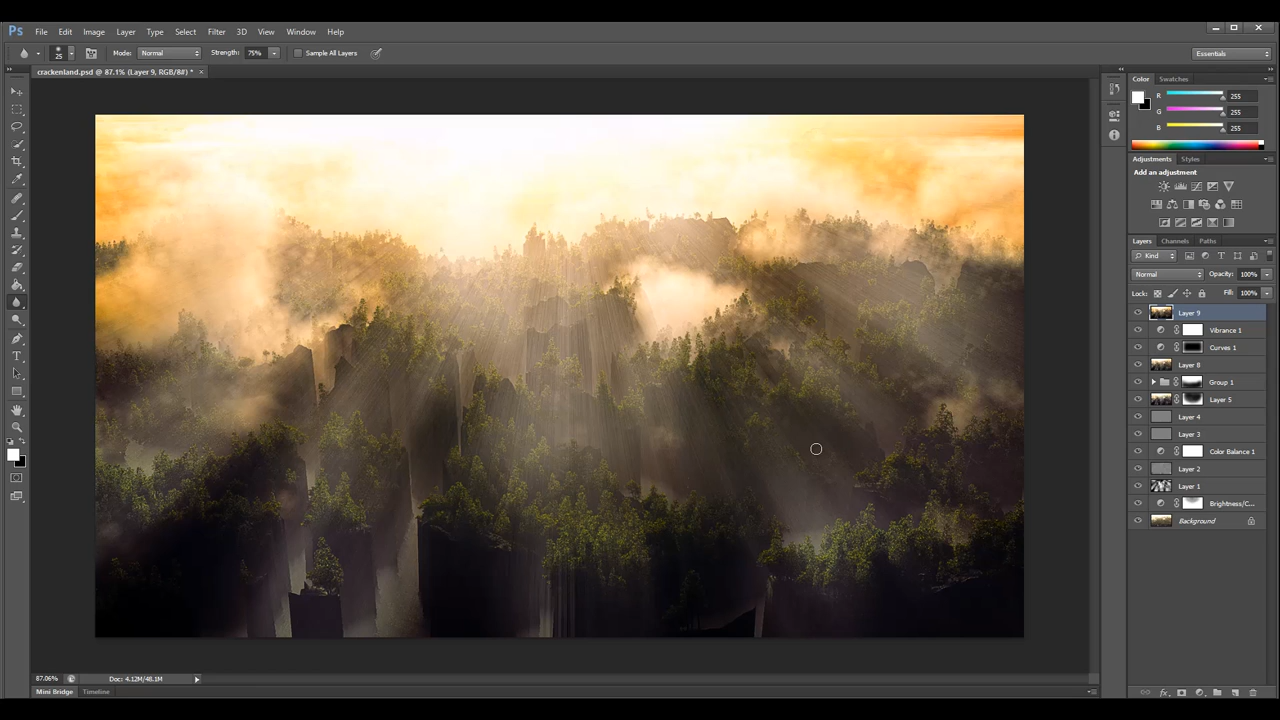 Ps File Edit Image Layer Type Select Filter 3D View Window Help
25 Mode: Normal Strength: 75% Sample All Layers Essentials
crackenland.psd @ 87.1% (Layer 9, RGB/8#) * ×
Color Swatches
R 255
G 255
B 255
Adjustments Styles
Add an adjustment
Layers Channels Paths
Kind
Normal Opacity: 100%
Lock: Fill: 100%
Layer 9
Vibrance 1
Curves 1
Layer 8
Group 1
Layer 5
Layer 4
Layer 3
Color Balance 1
Layer 2
Layer 1
Brightness/C...
Background
87.06% Doc: 4.12M/48.1M
Mini Bridge Timeline